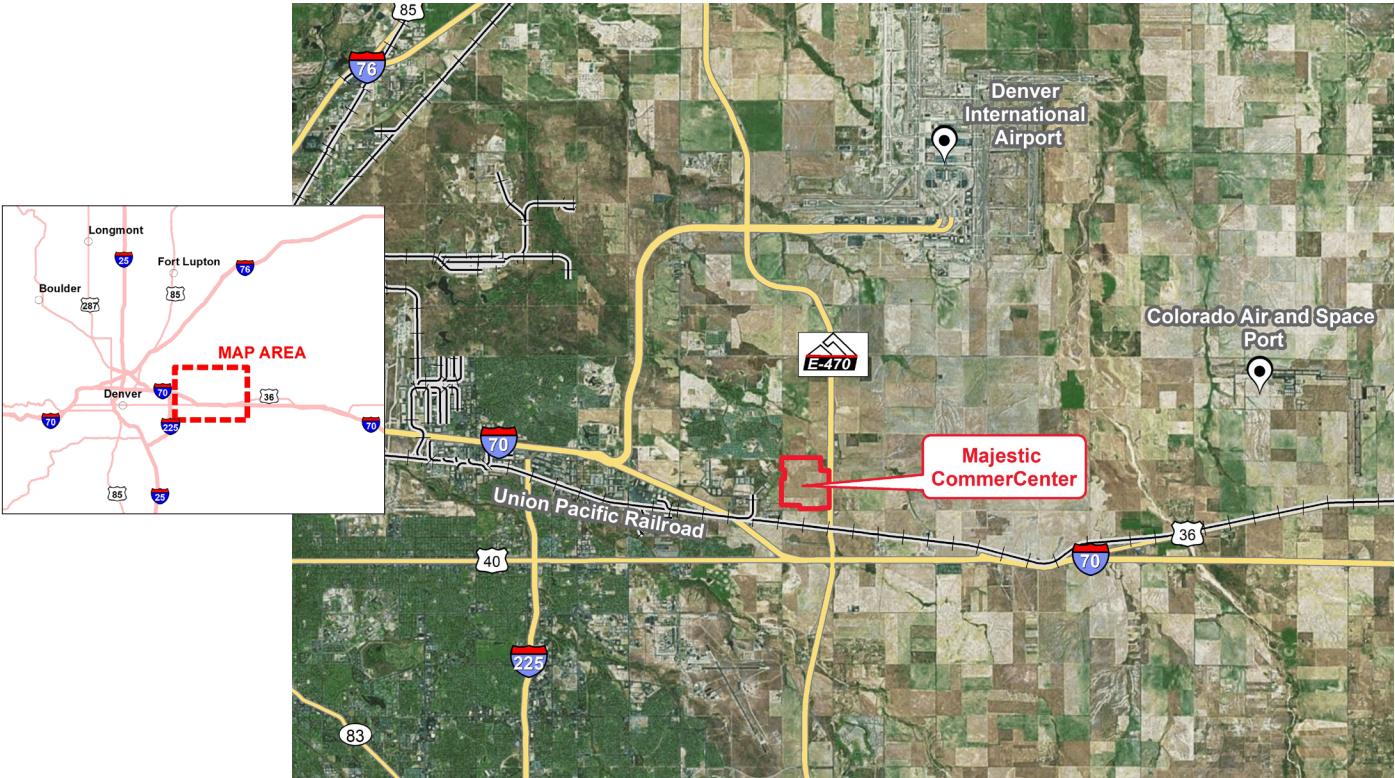 Longmont
25
Fort Lupton
76
Boulder
287
85
MAP AREA
Denver
70
36
70
225
70
85
25
85
76
Denver
International
Airport
Colorado Air and Space
Port
E-470
70
Majestic
CommerCenter
Union Pacific Railroad
36
40
70
225
83